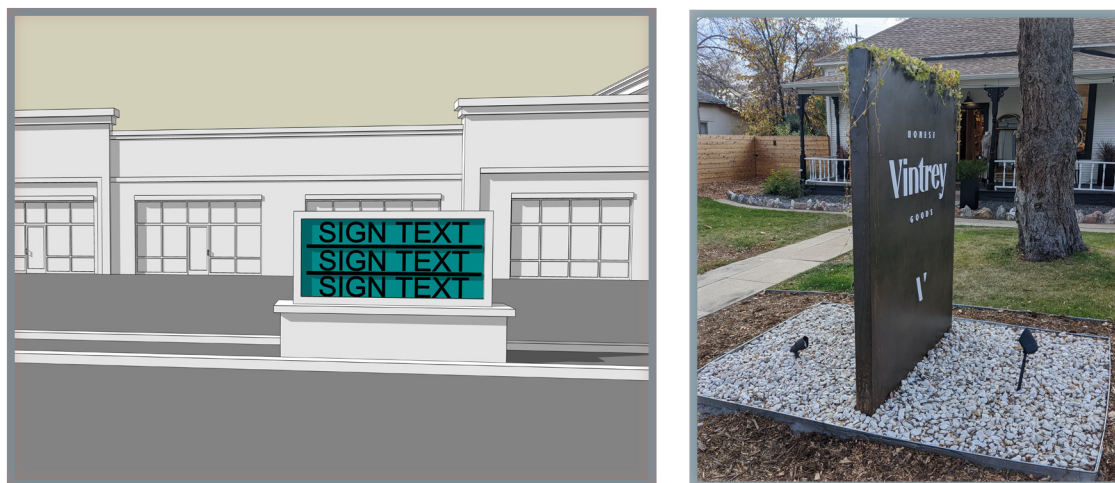 SIGN TEXT
SIGN TEXT
SIGN TEXT
HONEST
Vintrey
GOODS
V